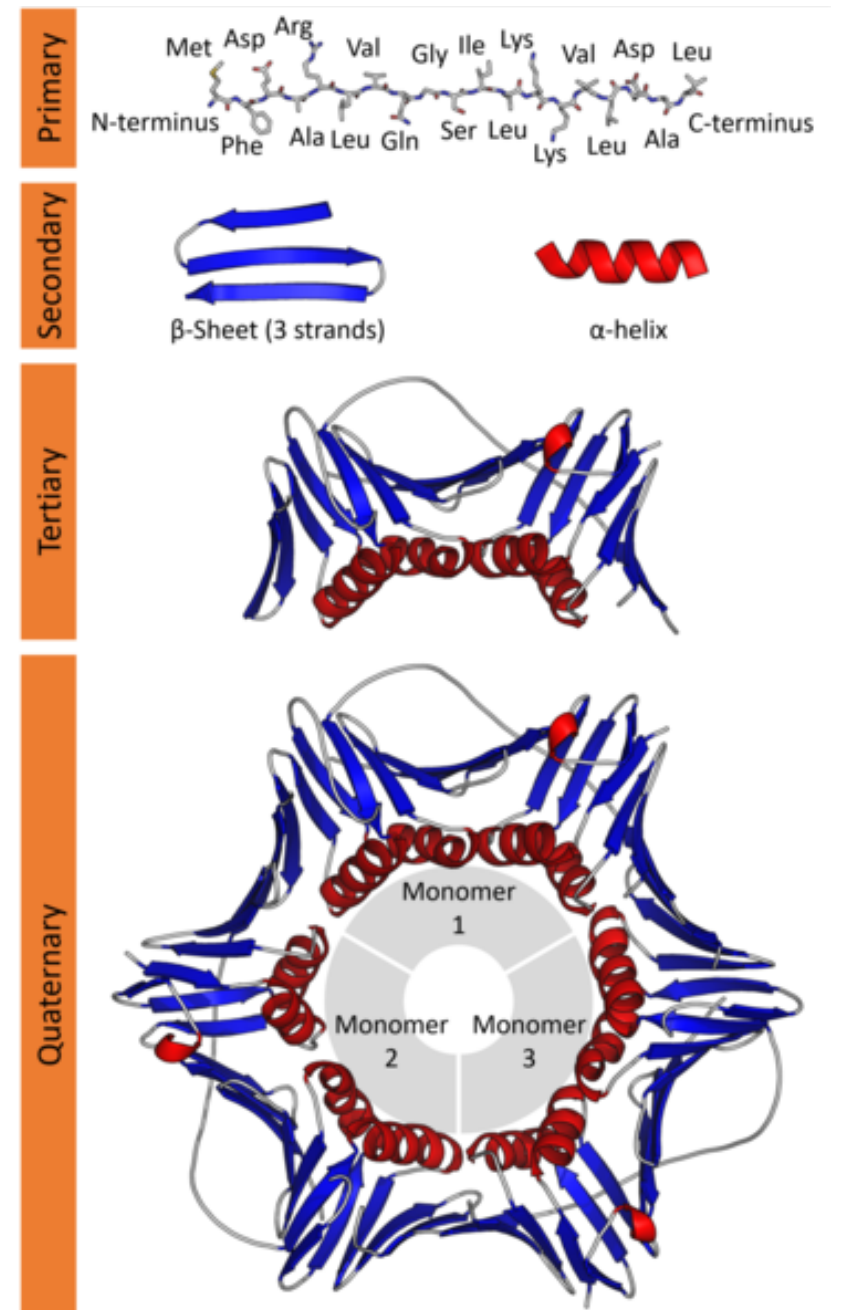 Primary
Met Asp Arg Val Gly Ile Lys Val Asp Leu
N-terminus Phe Ala Leu Gln Ser Leu Lys Leu Ala C-terminus
Secondary
β-Sheet (3 strands) α-helix
Tertiary
Quaternary
Monomer
1
Monomer Monomer
2 3